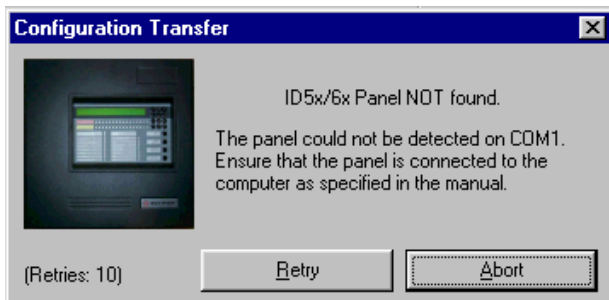 Configuration Transfer
ID5x/6x Panel NOT found.
The panel could not be detected on COM1.
Ensure that the panel is connected to the
computer as specified in the manual.
(Retries: 10)
Retry
Abort